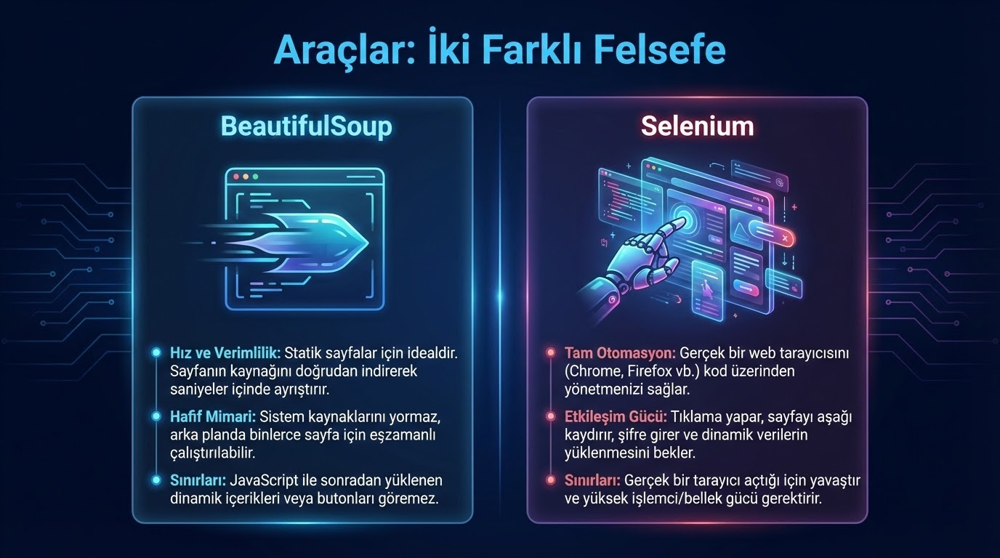 Araçlar: İki Farklı Felsefe
BeautifulSoup
Hız ve Verimlilik: Statik sayfalar için idealdir.
Sayfanın kaynağını doğrudan indirerek
saniyeler içinde ayrıştırır.
Hafif Mimari: Sistem kaynaklarını yormaz,
arka planda binlerce sayfa için eşzamanlı
çalıştırılabilir.
Sınırları: JavaScript ile sonradan yüklenen
dinamik içerikleri veya butonları göremez.
Selenium
Tam Otomasyon: Gerçek bir web tarayıcısını
(Chrome, Firefox vb.) kod üzerinden
yönetmenizi sağlar.
Etkileşim Gücü: Tıklama yapar, sayfayı aşağı
kaydırır, şifre girer ve dinamik verilerin
yüklenmesini bekler.
Sınırları: Gerçek bir tarayıcı açtığı için yavaştır
ve yüksek işlemci/bellek gücü gerektirir.